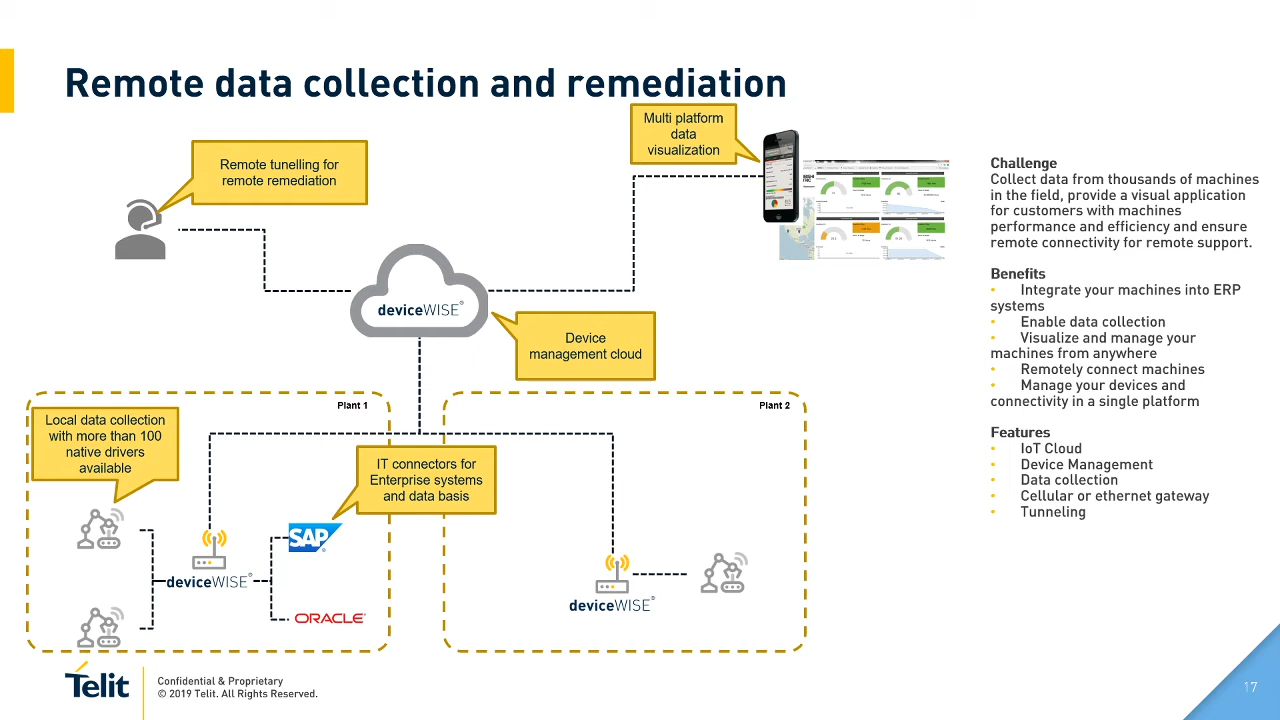 Remote data collection and remediation
Multi platform
data
visualization
Remote tunelling for
remote remediation
deviceWISE®
Device
management cloud
Plant 1
Local data collection
with more than 100
native drivers
available
IT connectors for
Enterprise systems
and data basis
SAP®
deviceWISE®
ORACLE®
Plant 2
deviceWISE®
Challenge
Collect data from thousands of machines
in the field, provide a visual application
for customers with machines
performance and efficiency and ensure
remote connectivity for remote support.
Benefits
• Integrate your machines into ERP
systems
• Enable data collection
• Visualize and manage your
machines from anywhere
• Remotely connect machines
• Manage your devices and
connectivity in a single platform
Features
• IoT Cloud
• Device Management
• Data collection
• Cellular or ethernet gateway
• Tunneling
Telit
Confidential & Proprietary
© 2019 Telit. All Rights Reserved.
17